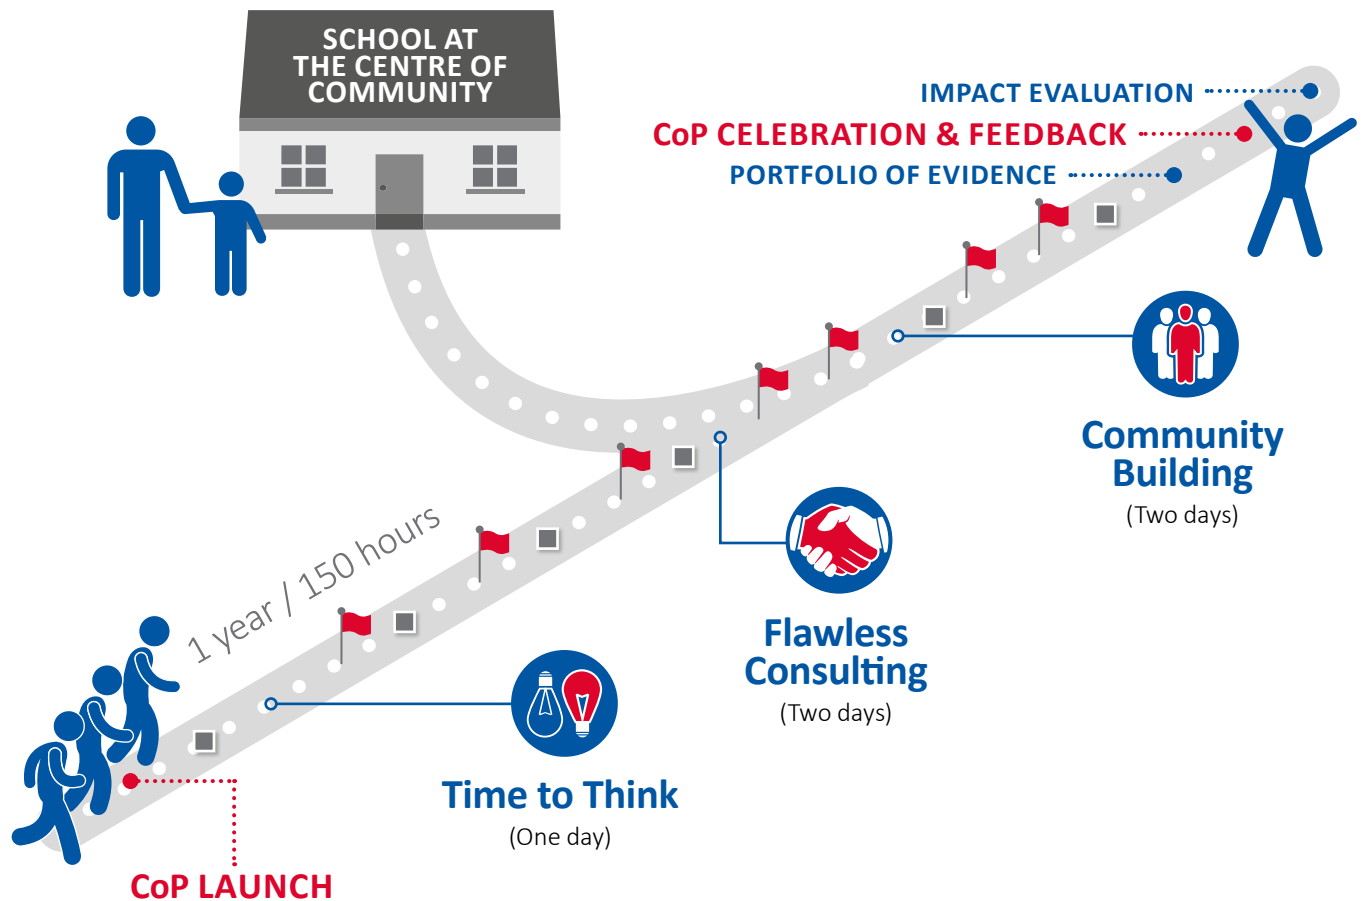 SCHOOL AT
THE CENTRE OF
COMMUNITY
IMPACT EVALUATION
CoP CELEBRATION & FEEDBACK
PORTFOLIO OF EVIDENCE
Community
Building
(Two days)
1 year / 150 hours
Flawless
Consulting
(Two days)
Time to Think
(One day)
CoP LAUNCH